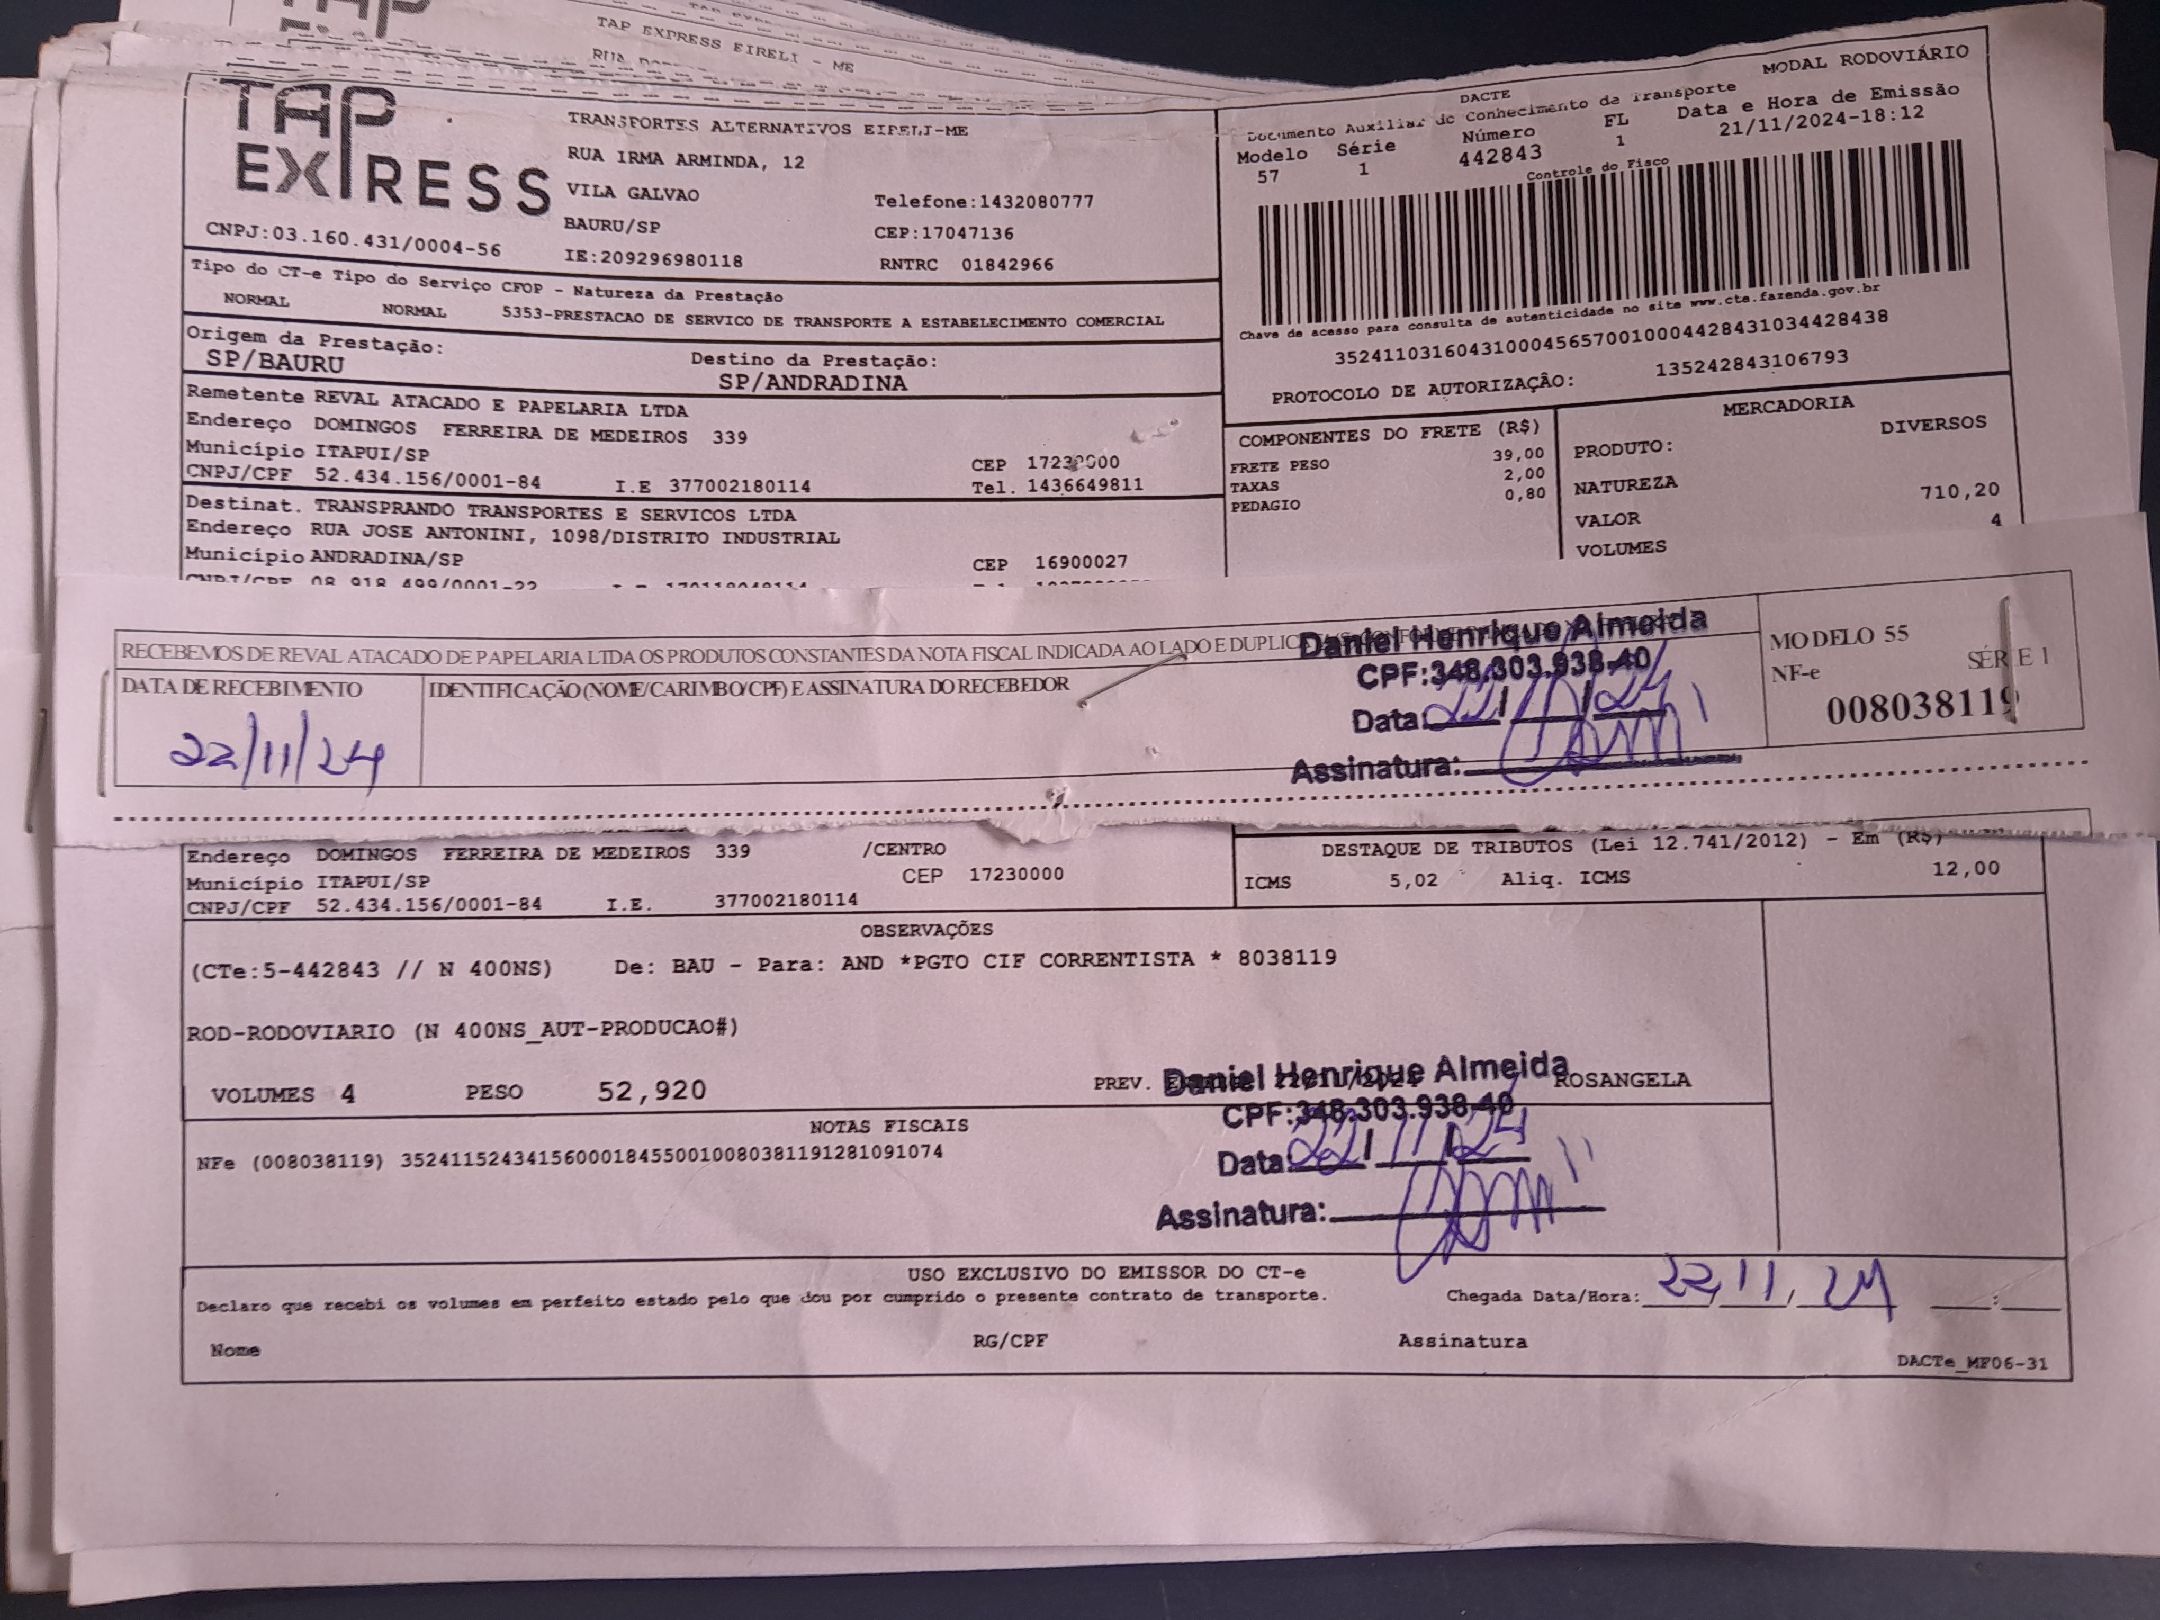 TAP EXPRESS EIRELI - ME
RUA
TAP
EXPRESS
TRANSPORTES ALTERNATIVOS EIRELI-ME
RUA IRMA ARMINDA, 12
VILA GALVAO
Telefone:1432080777
BAURU/SP
CEP:17047136
CNPJ:03.160.431/0004-56
IE:209296980118
RNTRC 01842966
MODAL RODOVIÁRIO
DACTE
Documento Auxiliar do Conhecimento de Transporte
Modelo Série Número FL Data e Hora de Emissão
57 1 442843 1 21/11/2024-18:12
Controle do Fisco
Chave de acesso para consulta de autenticidade no site www.cte.fazenda.gov.br
35241103160431000456570010004428431034428438
PROTOCOLO DE AUTORIZAÇÂO: 135242843106793
Tipo do CT-e Tipo do Serviço CFOP - Natureza da Prestação
NORMAL NORMAL 5353-PRESTACAO DE SERVICO DE TRANSPORTE A ESTABELECIMENTO COMERCIAL
Origem da Prestação: Destino da Prestação:
SP/BAURU SP/ANDRADINA
Remetente REVAL ATACADO E PAPELARIA LTDA
Endereço DOMINGOS FERREIRA DE MEDEIROS 339
Município ITAPUI/SP CEP 17230000
CNPJ/CPF 52.434.156/0001-84 I.E 377002180114 Tel. 1436649811
Destinat. TRANSPRANDO TRANSPORTES E SERVICOS LTDA
Endereço RUA JOSE ANTONINI, 1098/DISTRITO INDUSTRIAL
Município ANDRADINA/SP CEP 16900027
CNPJ/CPF 08.918.499/0001-22
COMPONENTES DO FRETE (R$)
FRETE PESO 39,00
TAXAS 2,00
PEDAGIO 0,80
MERCADORIA
PRODUTO: DIVERSOS
NATUREZA
VALOR 710,20
VOLUMES 4
RECEBEMOS DE REVAL ATACADO DE PAPELARIA LTDA OS PRODUTOS CONSTANTES DA NOTA FISCAL INDICADA AO LADO E
DATA DE RECEBIMENTO
IDENTIFICAÇÃO (NOME/CARIMBO/CPF) E ASSINATURA DO RECEBEDOR
22/11/24
Daniel Henrique Almeida
CPF:348.303.938-40
Data: 22/11/24
Assinatura:
MODELO 55
NF-e SÉRIE 1
008038119
Endereço DOMINGOS FERREIRA DE MEDEIROS 339 /CENTRO
Município ITAPUI/SP CEP 17230000
CNPJ/CPF 52.434.156/0001-84 I.E. 377002180114
DESTAQUE DE TRIBUTOS (Lei 12.741/2012) - Em (R$)
ICMS 5,02 Aliq. ICMS 12,00
OBSERVAÇÕES
(CTe:5-442843 // N 400NS) De: BAU - Para: AND *PGTO CIF CORRENTISTA * 8038119
ROD-RODOVIARIO (N 400NS_AUT-PRODUCAO#)
VOLUMES 4 PESO 52,920 PREV. ROSANGELA
Daniel Henrique Almeida
CPF:348.303.938-40
Data: 22/11/24
Assinatura:
NOTAS FISCAIS
NFe (008038119) 35241152434156000184550010080381191281091074
USO EXCLUSIVO DO EMISSOR DO CT-e
Declaro que recebi os volumes em perfeito estado pelo que dou por cumprido o presente contrato de transporte.
Chegada Data/Hora: 22/11/24
Nome RG/CPF Assinatura
DACTe_MF06-31